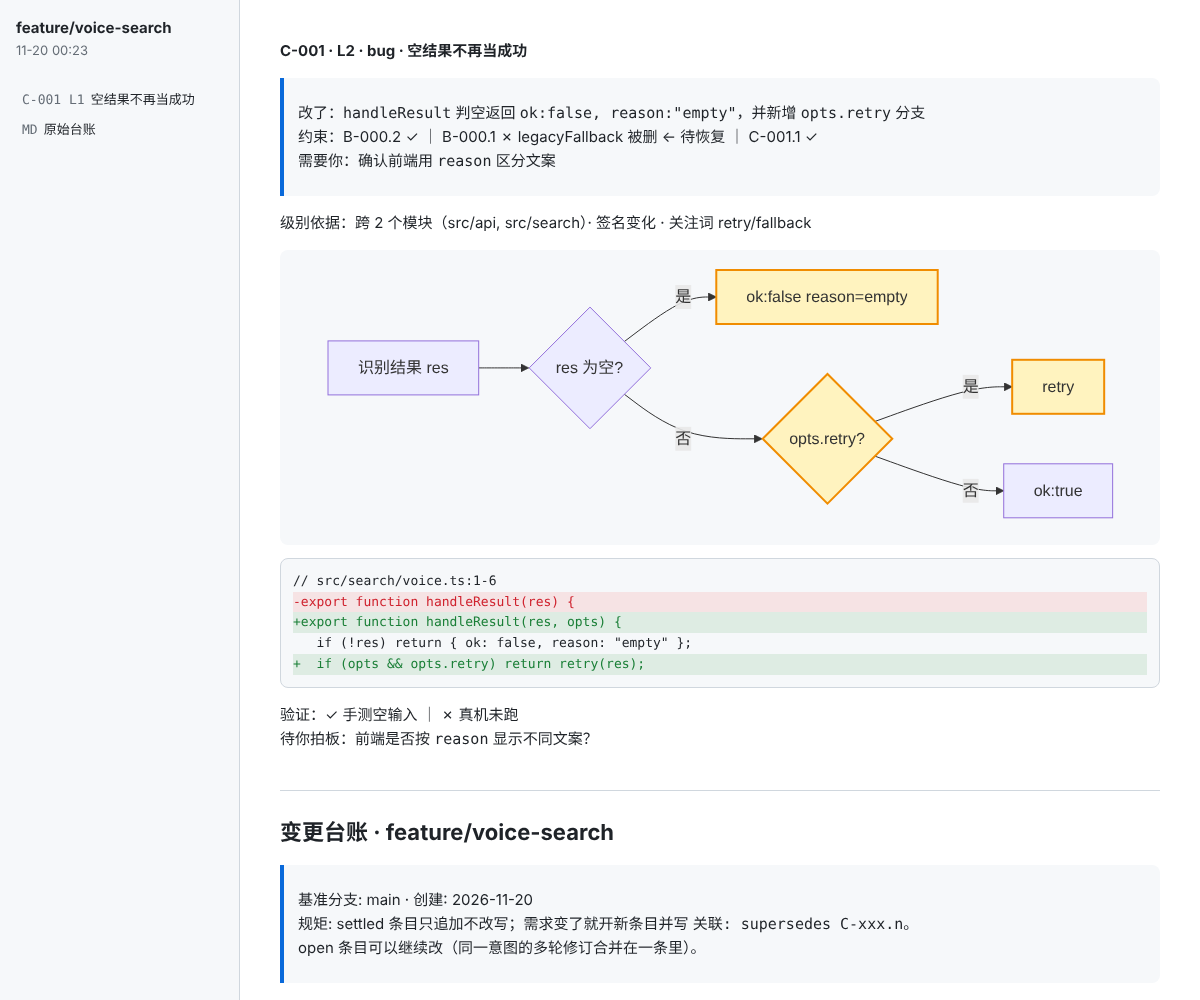 feature/voice-search
11-20 00:23
C-001 L1 空结果不再当成功
MD 原始台账
C-001 · L2 · bug · 空结果不再当成功
改了：handleResult 判空返回 ok:false, reason:"empty"，并新增 opts.retry 分支
约束：B-000.2 ✓ ｜ B-000.1 ✗ legacyFallback 被删 ← 待恢复 ｜ C-001.1 ✓
需要你：确认前端用 reason 区分文案
级别依据：跨 2 个模块（src/api, src/search）· 签名变化 · 关注词 retry/fallback
识别结果 res
res 为空?
是
ok:false reason=empty
否
opts.retry?
是
retry
否
ok:true
// src/search/voice.ts:1-6
-export function handleResult(res) {
+export function handleResult(res, opts) {
   if (!res) return { ok: false, reason: "empty" };
+  if (opts && opts.retry) return retry(res);
验证：✓ 手测空输入 ｜ ✗ 真机未跑
待你拍板：前端是否按 reason 显示不同文案？
变更台账 · feature/voice-search
基准分支: main · 创建: 2026-11-20
规矩: settled 条目只追加不改写；需求变了就开新条目并写 关联: supersedes C-xxx.n。
open 条目可以继续改（同一意图的多轮修订合并在一条里）。